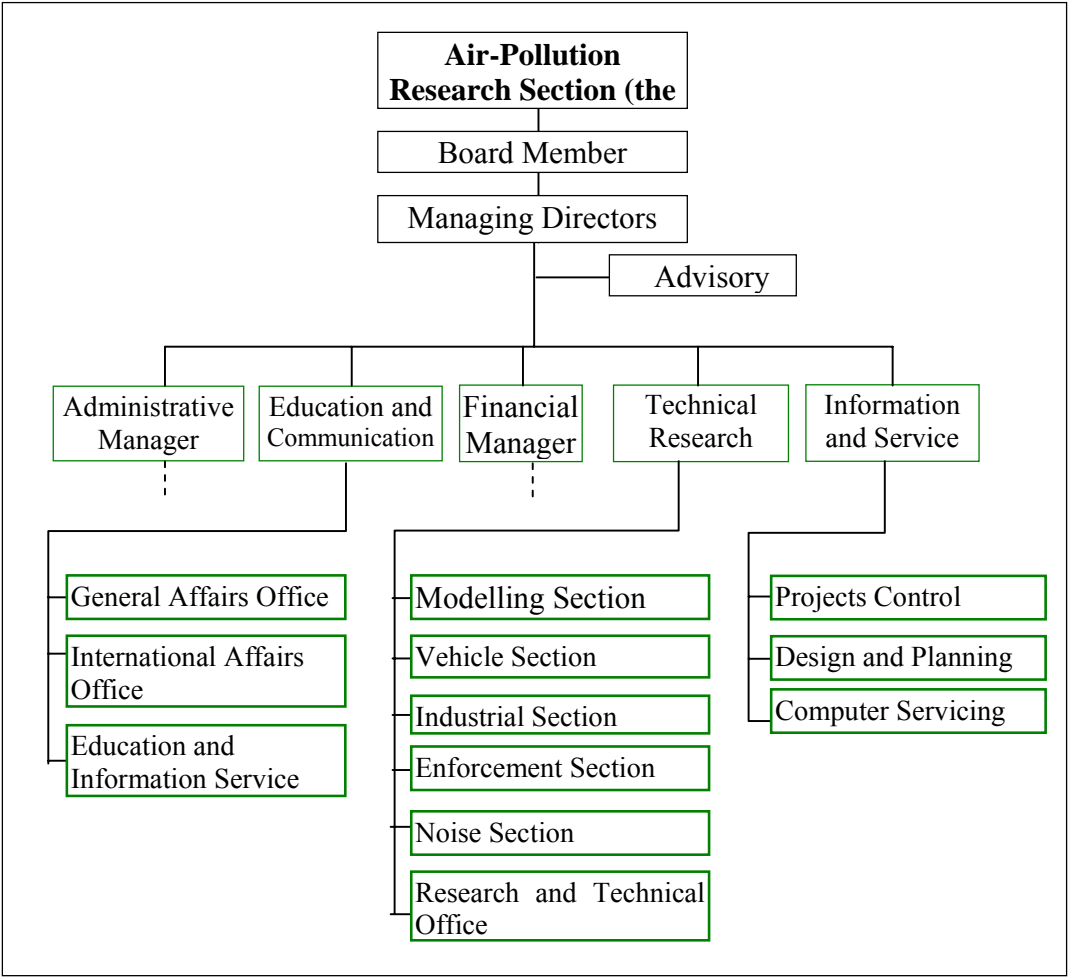 Air-Pollution
Research Section (the
Board Member
Managing Directors
Advisory
Administrative
Manager
Education and
Communication
Financial
Manager
Technical
Research
Information
and Service
General Affairs Office
International Affairs
Office
Education and
Information Service
Modelling Section
Vehicle Section
Industrial Section
Enforcement Section
Noise Section
Research and Technical
Office
Projects Control
Design and Planning
Computer Servicing